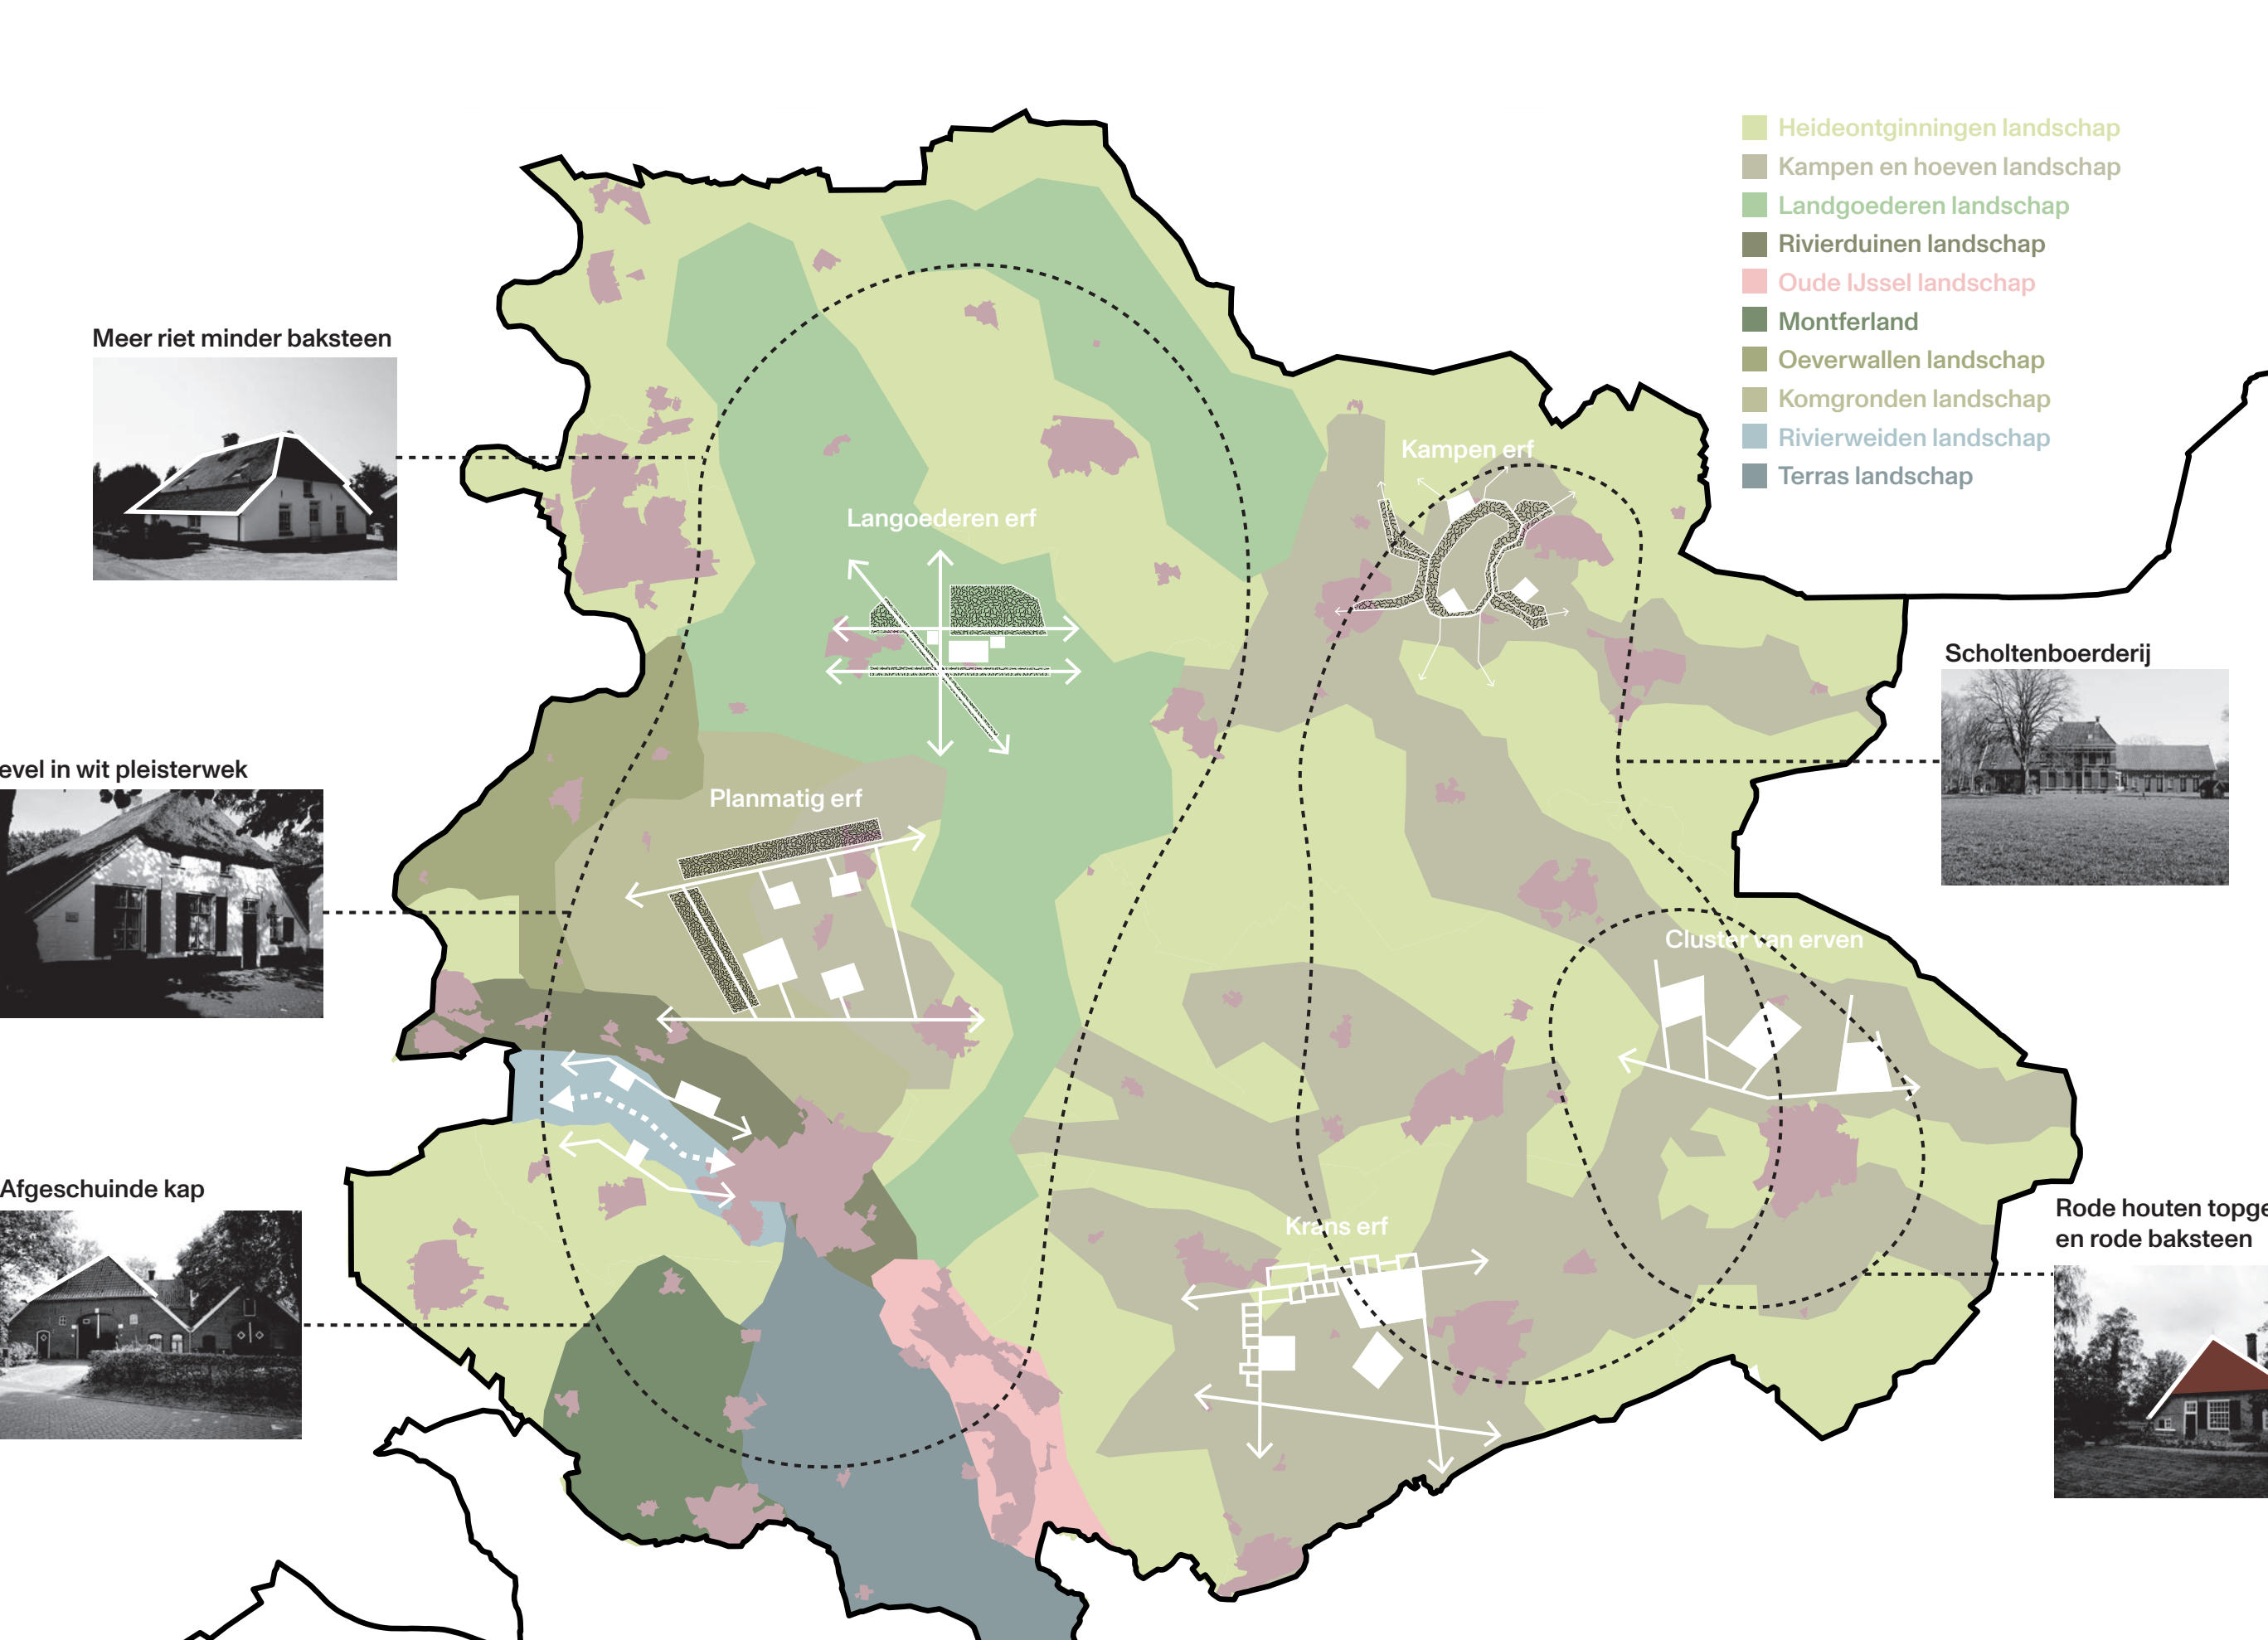 Heideontginningen landschap
Kampen en hoeven landschap
Landgoederen landschap
Rivierduinen landschap
Oude IJssel landschap
Montferland
Oeverwallen landschap
Komgronden landschap
Rivierweiden landschap
Terras landschap
Meer riet minder baksteen
Kampen erf
Langoederen erf
Scholtenboerderij
evel in wit pleisterwek
Planmatig erf
Cluster van erven
Afgeschuinde kap
Krans erf
Rode houten topge
en rode baksteen